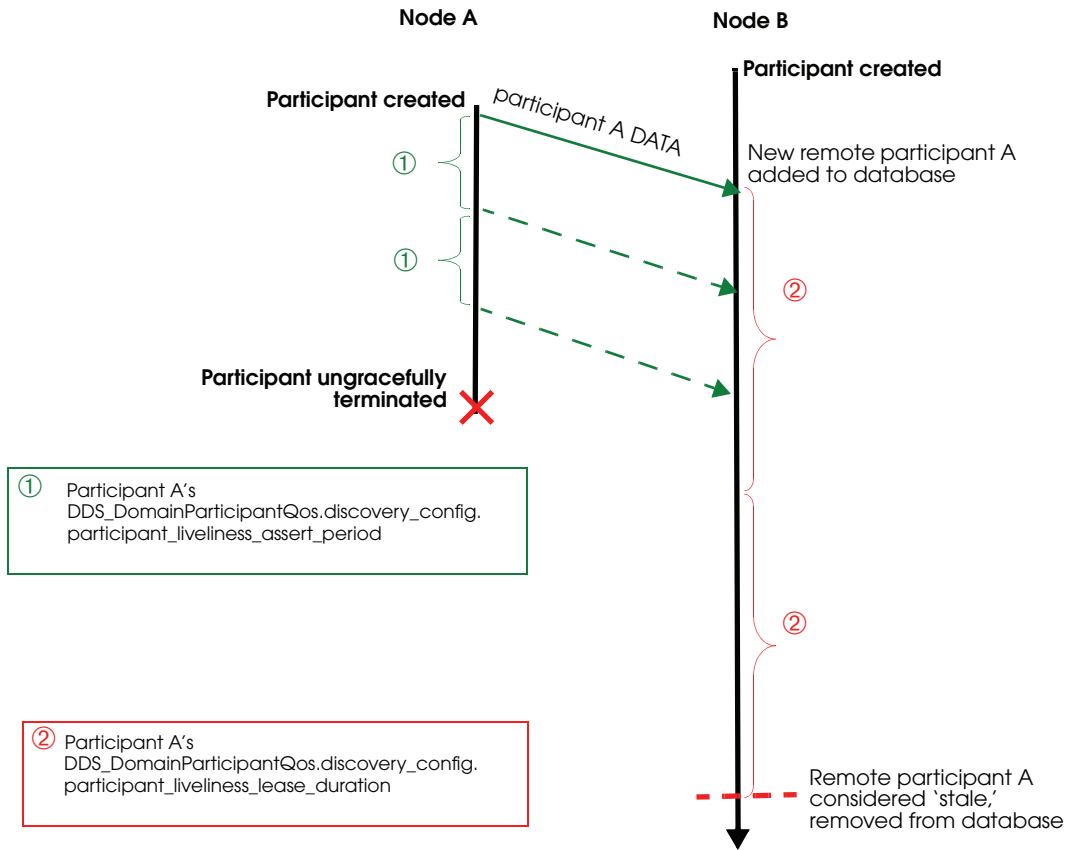 Node A
Node B
Participant created
Participant created
participant A DATA
New remote participant A
added to database
①
①
②
Participant ungracefully
terminated
① Participant A's
DDS_DomainParticipantQos.discovery_config.
participant_liveliness_assert_period
②
② Participant A's
DDS_DomainParticipantQos.discovery_config.
participant_liveliness_lease_duration
Remote participant A
considered ‘stale,’
removed from database